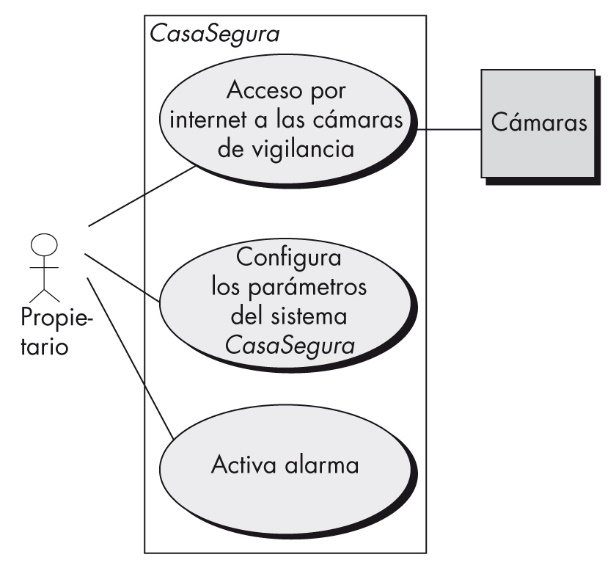 CasaSegura
Acceso por
internet a las cámaras
de vigilancia
Cámaras
Configura
los parámetros
del sistema
CasaSegura
Propie-
tario
Activa alarma